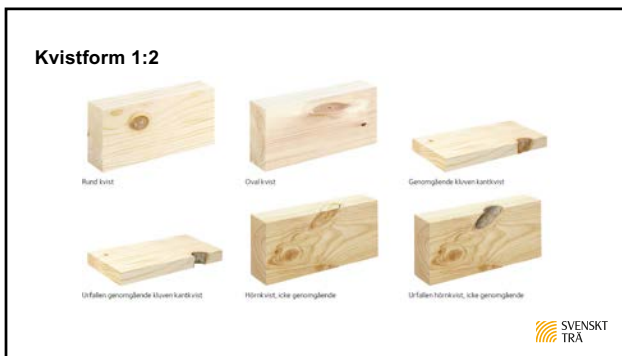 Kvistform 1:2
Rund kvist
Oval kvist
Genomgående kluven kantkvist
Urfallen genomgående kluven kantkvist
Hörnkvist, icke genomgående
Urfallen hörnkvist, icke genomgående
SVENSKT
TRÄ